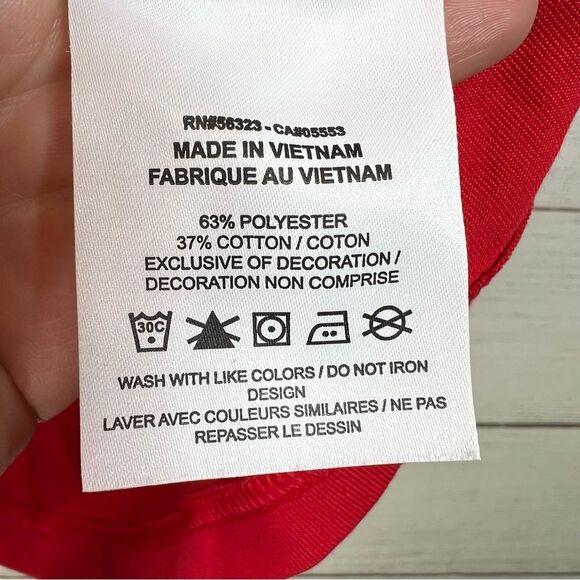 RN#56323 - CA#05553
MADE IN VIETNAM
FABRIQUE AU VIETNAM
63% POLYESTER
37% COTTON / COTON
EXCLUSIVE OF DECORATION /
DECORATION NON COMPRISE
30C
WASH WITH LIKE COLORS / DO NOT IRON
DESIGN
LAVER AVEC COULEURS SIMILAIRES / NE PAS
REPASSER LE DESSIN